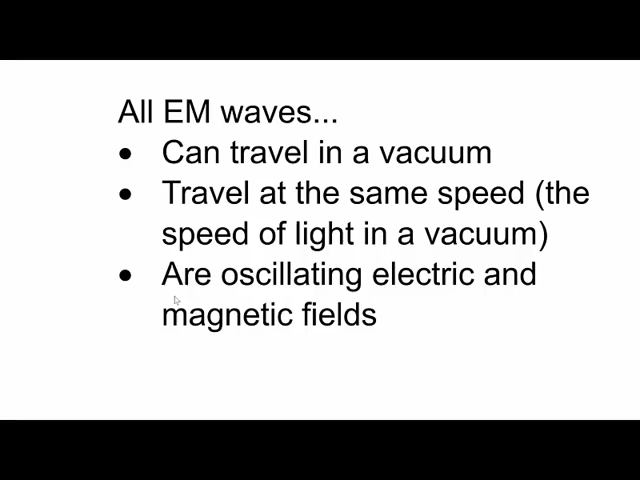 All EM waves...
• Can travel in a vacuum
• Travel at the same speed (the
speed of light in a vacuum)
• Are oscillating electric and
magnetic fields